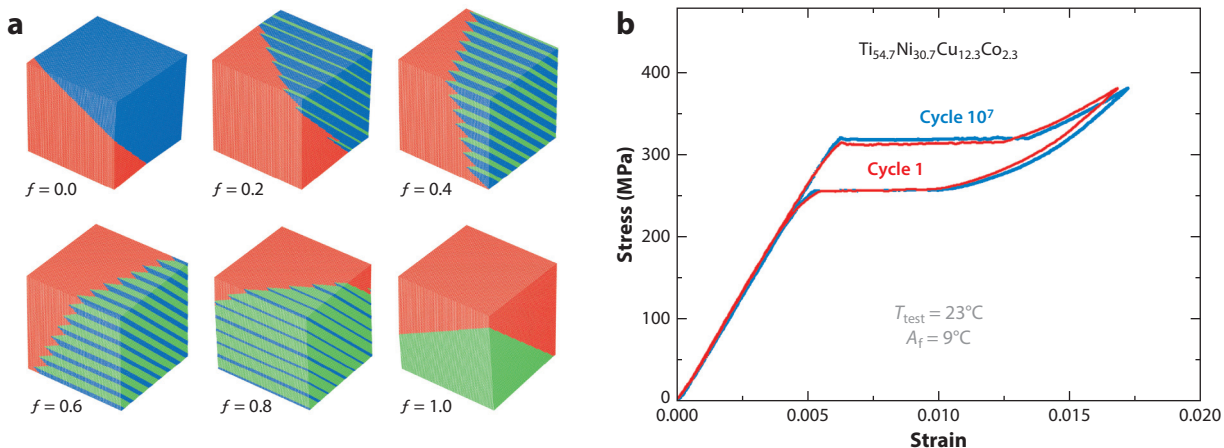 a
f = 0.0
f = 0.2
f = 0.4
f = 0.6
f = 0.8
f = 1.0
b
Ti54.7Ni30.7Cu12.3Co2.3
Cycle 10⁷
Cycle 1
Ttest = 23°C
Af = 9°C
Stress (MPa)
400
300
200
100
0
0.000 0.005 0.010 0.015 0.020
Strain